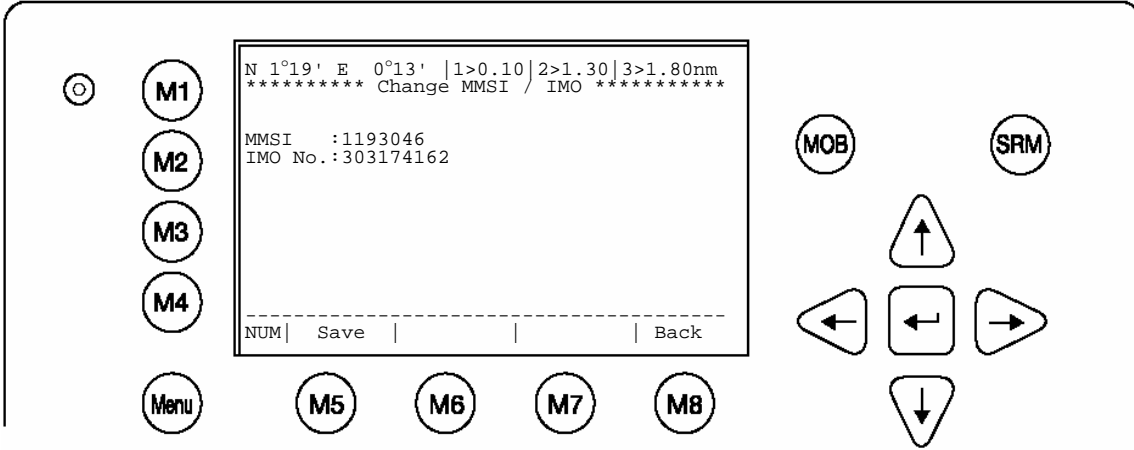 N 1°19' E  0°13' |1>0.10|2>1.30|3>1.80nm
********** Change MMSI / IMO ***********
M1
MMSI   :1193046
IMO No.:303174162
M2
MOB
SRM
M3
M4
----------------------------------------
NUM|  Save  |         |         | Back
Menu
M5
M6
M7
M8